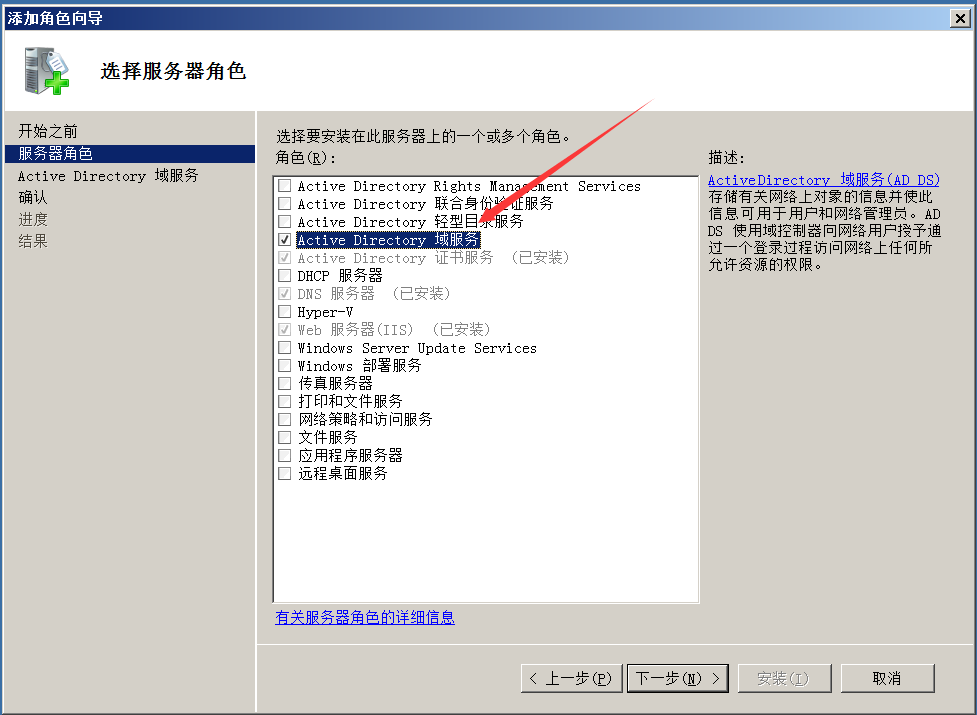 添加角色向导
选择服务器角色
开始之前
服务器角色
Active Directory 域服务
确认
进度
结果
选择要安装在此服务器上的一个或多个角色。
角色(R):
Active Directory Rights Management Services
Active Directory 联合身份验证服务
Active Directory 轻型目录服务
Active Directory 域服务
Active Directory 证书服务 (已安装)
DHCP 服务器
DNS 服务器 (已安装)
Hyper-V
Web 服务器(IIS) (已安装)
Windows Server Update Services
Windows 部署服务
传真服务器
打印和文件服务
网络策略和访问服务
文件服务
应用程序服务器
远程桌面服务
有关服务器角色的详细信息
描述:
ActiveDirectory 域服务(AD DS)
存储有关网络上对象的信息并使此
信息可用于用户和网络管理员。AD
DS 使用域控制器向网络用户授予通
过一个登录过程访问网络上任何所
允许资源的权限。
< 上一步(P)
下一步(N) >
安装(I)
取消